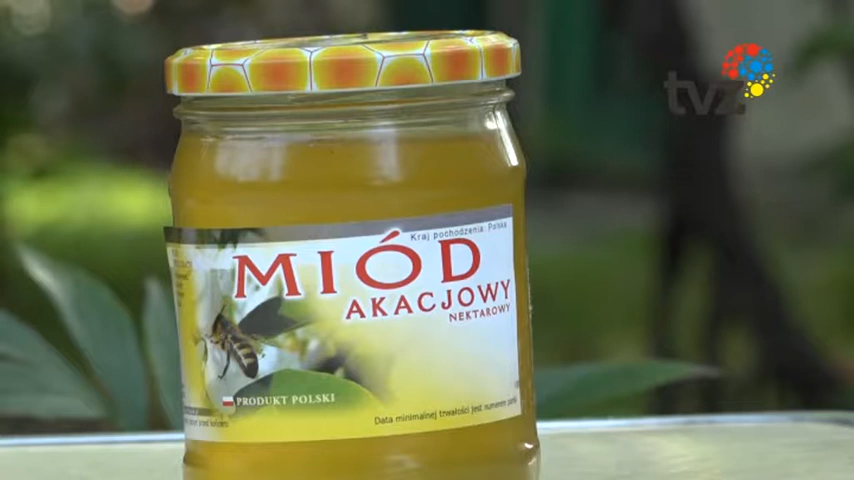 tvz
Kraj pochodzenia: Polska
MIÓD
AKACJOWY
NEKTAROWY
PRODUKT POLSKI
Data minimalnej trwałości jest numerem partii